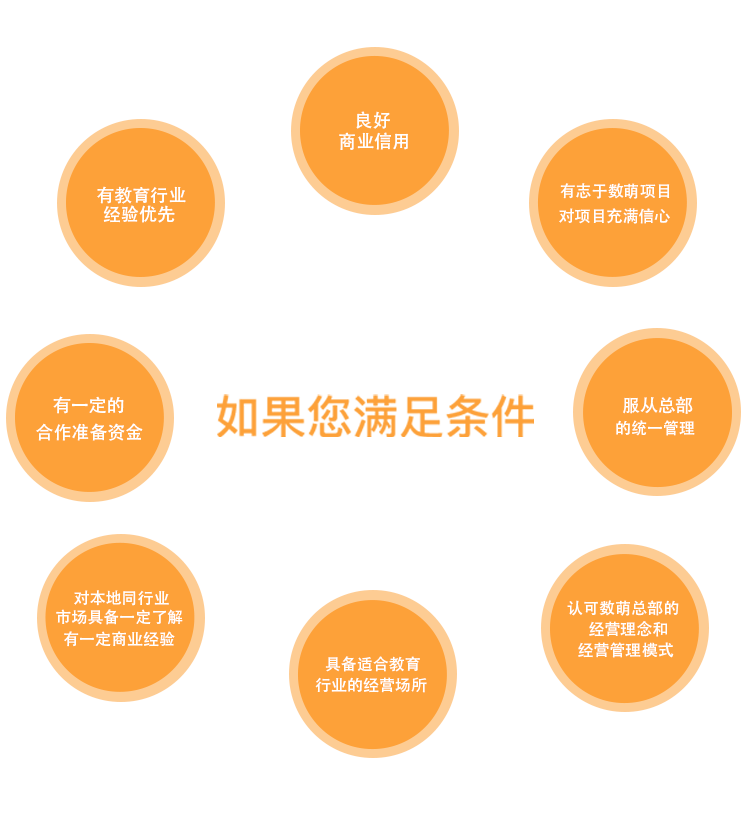 良好
商业信用
有教育行业
经验优先
有志于数萌项目
对项目充满信心
有一定的
合作准备资金
如果您满足条件
服从总部
的统一管理
对本地同行业
市场具备一定了解
有一定商业经验
认可数萌总部的
经营理念和
经营管理模式
具备适合教育
行业的经营场所